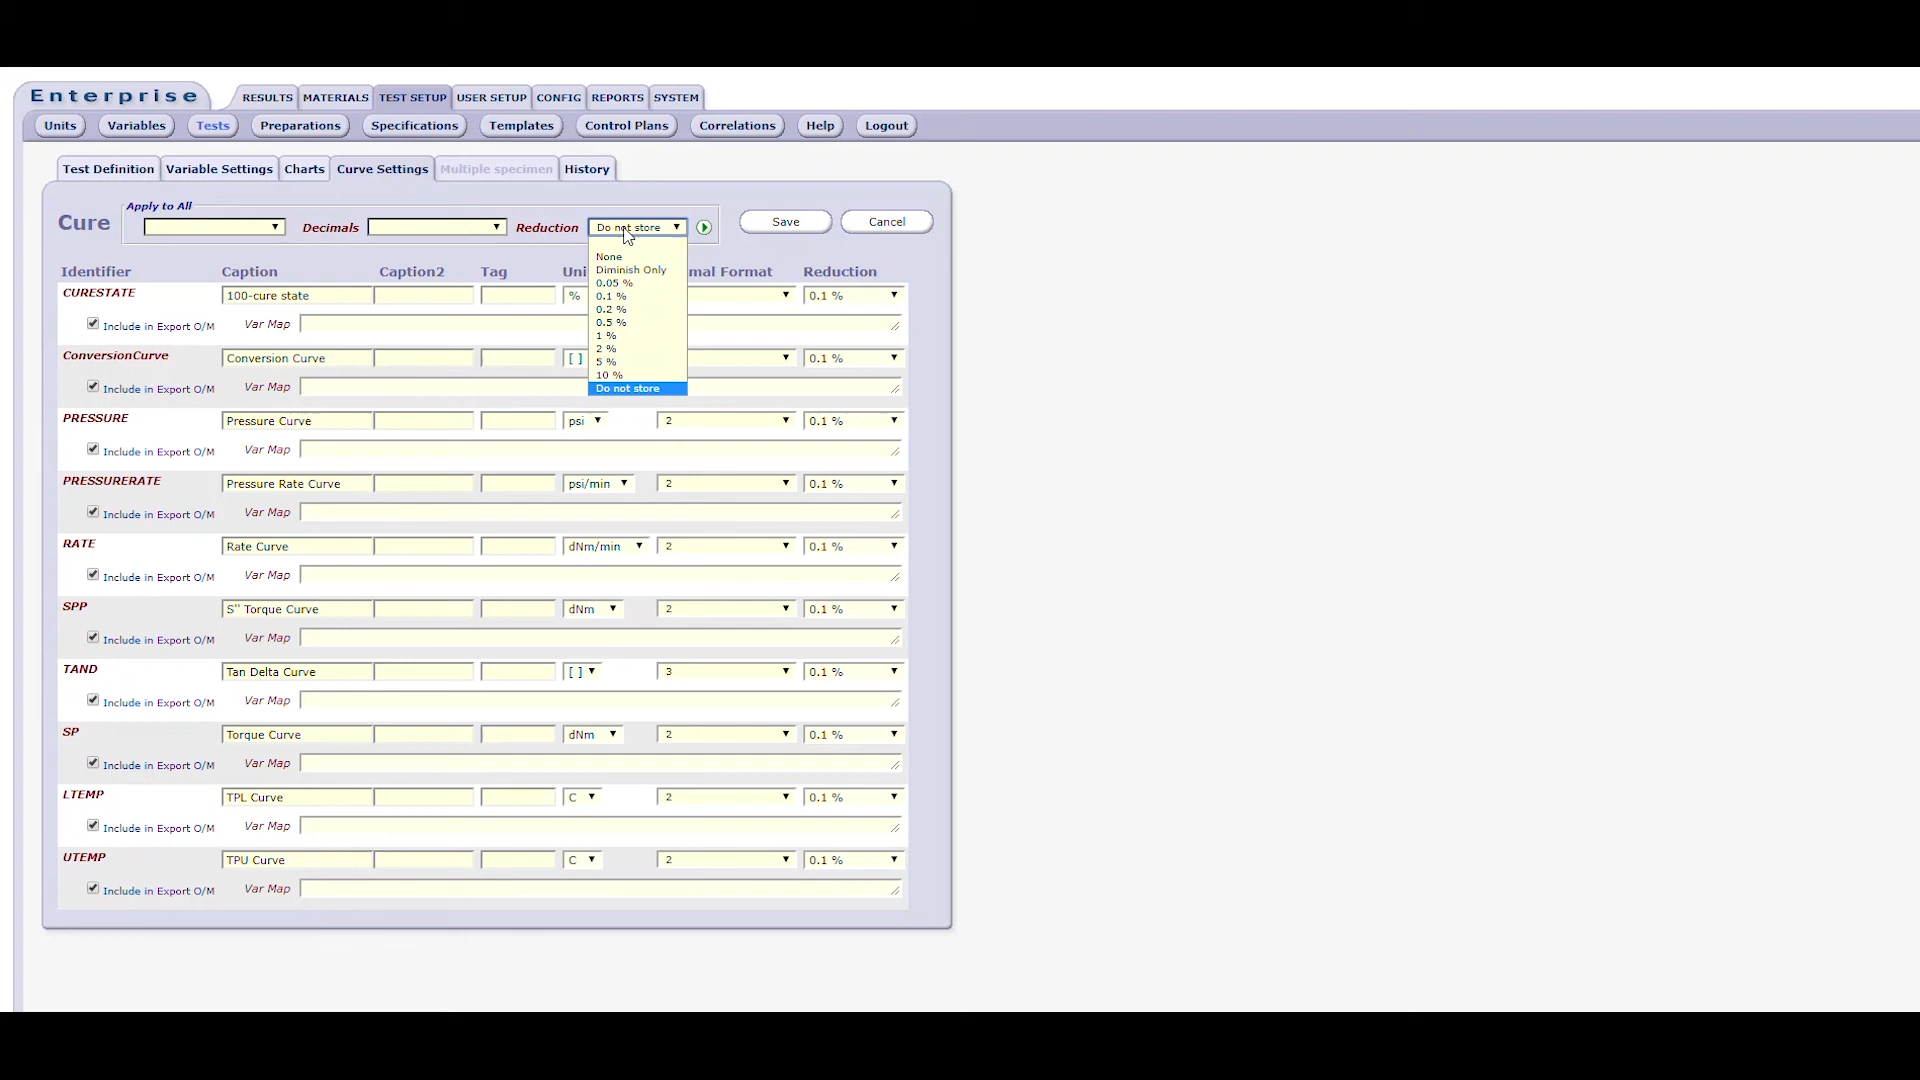 Enterprise
RESULTS MATERIALS TEST SETUP USER SETUP CONFIG REPORTS SYSTEM
Units Variables Tests Preparations Specifications Templates Control Plans Correlations Help Logout
Test Definition Variable Settings Charts Curve Settings Multiple specimen History
Apply to All
Cure Decimals Reduction Do not store Save Cancel
None
Diminish Only
0.05 %
0.1 %
0.2 %
0.5 %
1 %
2 %
5 %
10 %
Do not store
Identifier Caption Caption2 Tag Uni mal Format Reduction
CURESTATE 100-cure state % 0.1 %
Include in Export O/M Var Map
ConversionCurve Conversion Curve [ ] 0.1 %
Include in Export O/M Var Map
PRESSURE Pressure Curve psi 2 0.1 %
Include in Export O/M Var Map
PRESSURERATE Pressure Rate Curve psi/min 2 0.1 %
Include in Export O/M Var Map
RATE Rate Curve dNm/min 2 0.1 %
Include in Export O/M Var Map
SPP S" Torque Curve dNm 2 0.1 %
Include in Export O/M Var Map
TAND Tan Delta Curve [ ] 3 0.1 %
Include in Export O/M Var Map
SP Torque Curve dNm 2 0.1 %
Include in Export O/M Var Map
LTEMP TPL Curve C 2 0.1 %
Include in Export O/M Var Map
UTEMP TPU Curve C 2 0.1 %
Include in Export O/M Var Map